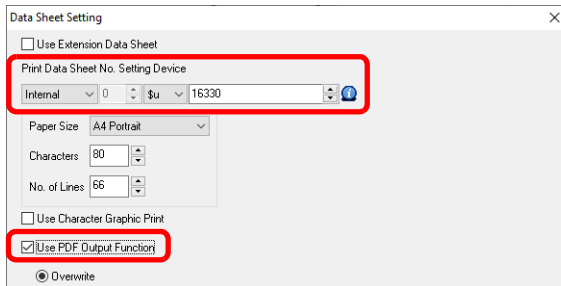 Data Sheet Setting
Use Extension Data Sheet
Print Data Sheet No. Setting Device
Internal 0 $u 16330
Paper Size A4 Portrait
Characters 80
No. of Lines 66
Use Character Graphic Print
Use PDF Output Function
Overwrite